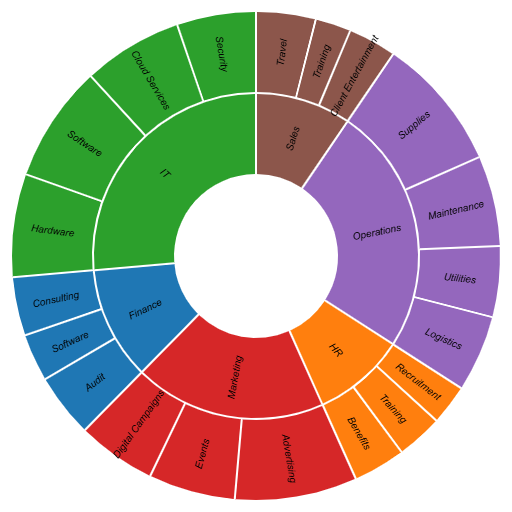 Sales
Travel
Training
Client Entertainment
Operations
Supplies
Maintenance
Utilities
Logistics
HR
Recruitment
Training
Benefits
Marketing
Advertising
Events
Digital Campaigns
Finance
Audit
Software
Consulting
IT
Hardware
Software
Cloud Services
Security